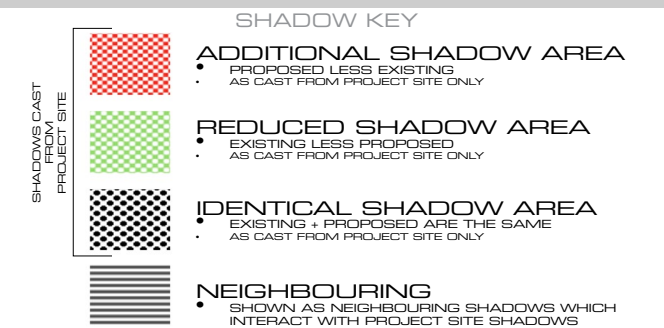 SHADOW KEY
SHADOWS CAST
FROM
PROJECT SITE
ADDITIONAL SHADOW AREA
• PROPOSED LESS EXISTING
• AS CAST FROM PROJECT SITE ONLY
REDUCED SHADOW AREA
• EXISTING LESS PROPOSED
• AS CAST FROM PROJECT SITE ONLY
IDENTICAL SHADOW AREA
• EXISTING + PROPOSED ARE THE SAME
• AS CAST FROM PROJECT SITE ONLY
NEIGHBOURING
• SHOWN AS NEIGHBOURING SHADOWS WHICH
INTERACT WITH PROJECT SITE SHADOWS